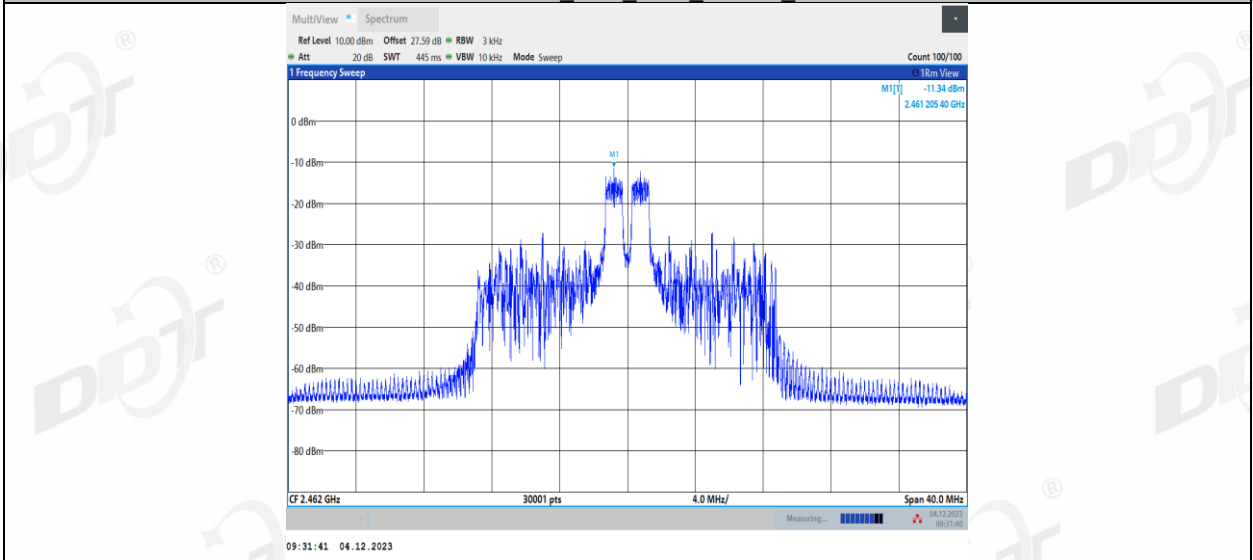 MultiView Spectrum
Ref Level 10.00 dBm Offset 27.59 dB RBW 3 kHz
Att 20 dB SWT 445 ms VBW 10 kHz Mode Sweep Count 100/100
1 Frequency Sweep 1Rm View
M1[1] -11.34 dBm
2.461 205 40 GHz
0 dBm
M1
-10 dBm
-20 dBm
-30 dBm
-40 dBm
-50 dBm
-60 dBm
-70 dBm
-80 dBm
CF 2.462 GHz 30001 pts 4.0 MHz/ Span 40.0 MHz
Measuring... 04.12.2023
09:31:40
09:31:41 04.12.2023
DDT ®
DDT ®
DDT ®
DDT